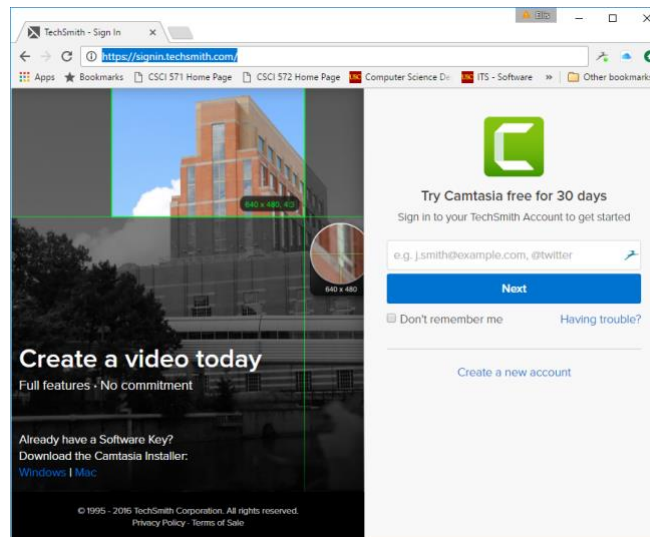 Ellis
TechSmith - Sign In
https://signin.techsmith.com/
Apps Bookmarks CSCI 571 Home Page CSCI 572 Home Page Computer Science De ITS - Software » Other bookmarks
640 x 480, 4:3
640 x 480
Create a video today
Full features · No commitment
Already have a Software Key?
Download the Camtasia Installer:
Windows | Mac
© 1995 - 2016 TechSmith Corporation. All rights reserved.
Privacy Policy - Terms of Sale
Try Camtasia free for 30 days
Sign in to your TechSmith Account to get started
e.g. j.smith@example.com, @twitter
Next
Don't remember me
Having trouble?
Create a new account